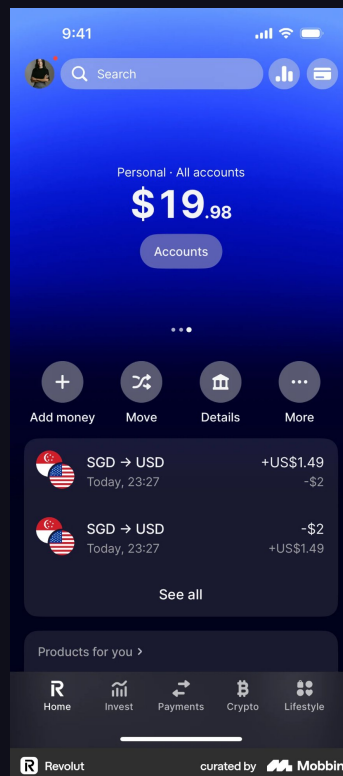 9:41
Search
Personal · All accounts
$19.98
Accounts
Add money Move Details More
SGD → USD +US$1.49
Today, 23:27 -$2
SGD → USD -$2
Today, 23:27 +US$1.49
See all
Products for you >
Home Invest Payments Crypto Lifestyle
R Revolut curated by Mobbin